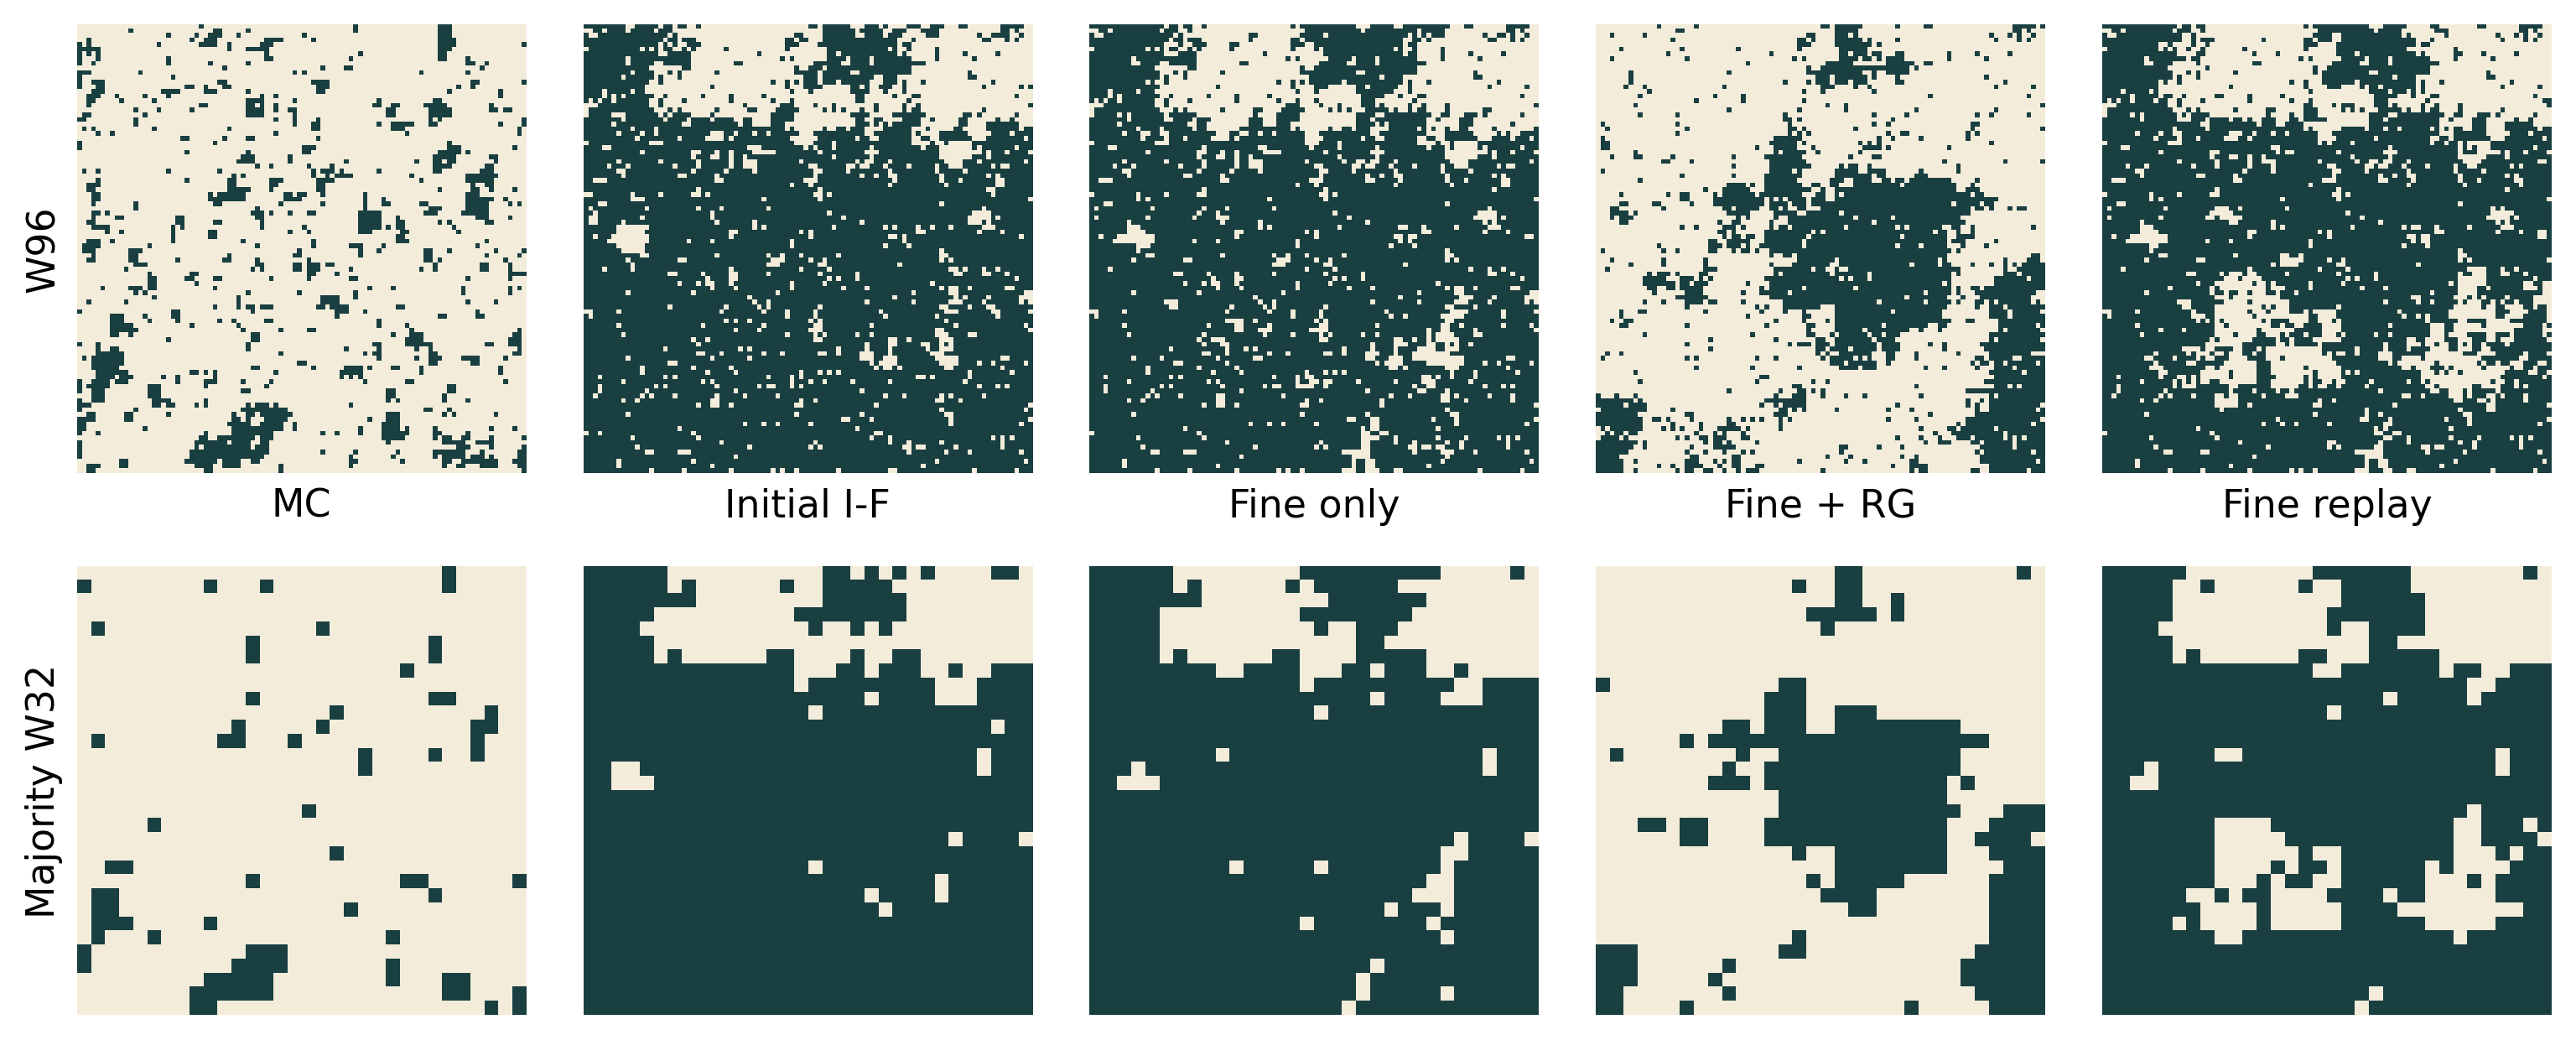 W96
MC
Initial I-F
Fine only
Fine + RG
Fine replay
Majority W32